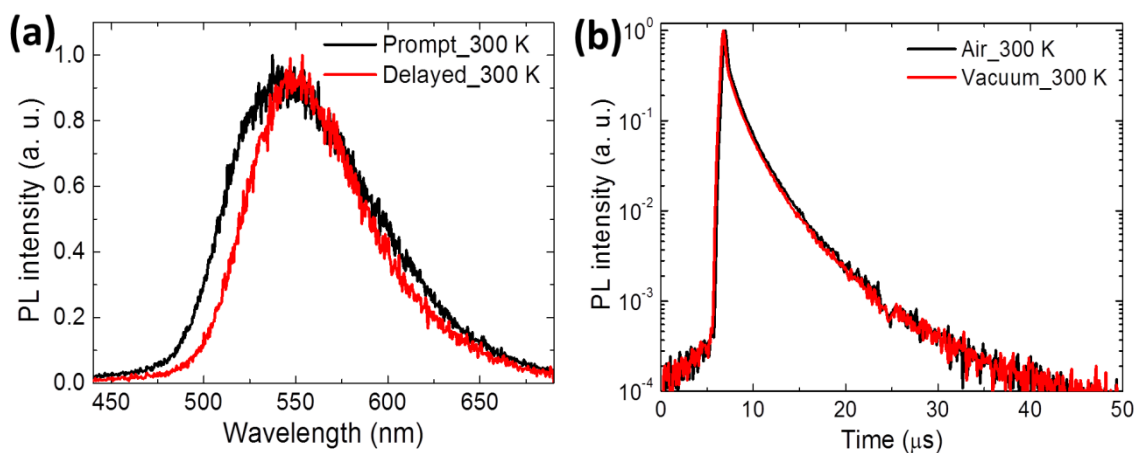 (a)
Prompt_300 K
Delayed_300 K
PL intensity (a. u.)
1.0
0.8
0.6
0.4
0.2
0.0
450
500
550
600
650
Wavelength (nm)
(b)
Air_300 K
Vacuum_300 K
PL intensity (a. u.)
10⁰
10⁻¹
10⁻²
10⁻³
10⁻⁴
0
10
20
30
40
50
Time (μs)